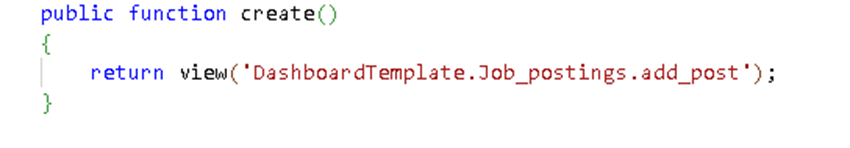 public function create()
{
return view('DashboardTemplate.Job_postings.add_post');
}